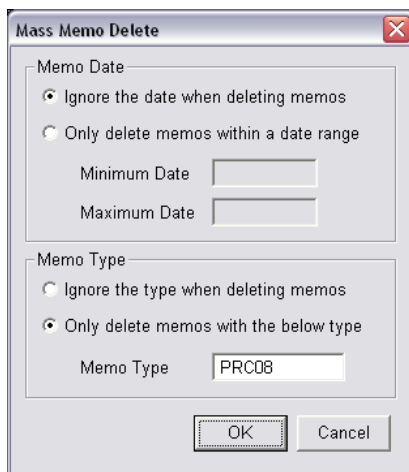 Mass Memo Delete
Memo Date
Ignore the date when deleting memos
Only delete memos within a date range
Minimum Date
Maximum Date
Memo Type
Ignore the type when deleting memos
Only delete memos with the below type
Memo Type PRC08
OK Cancel